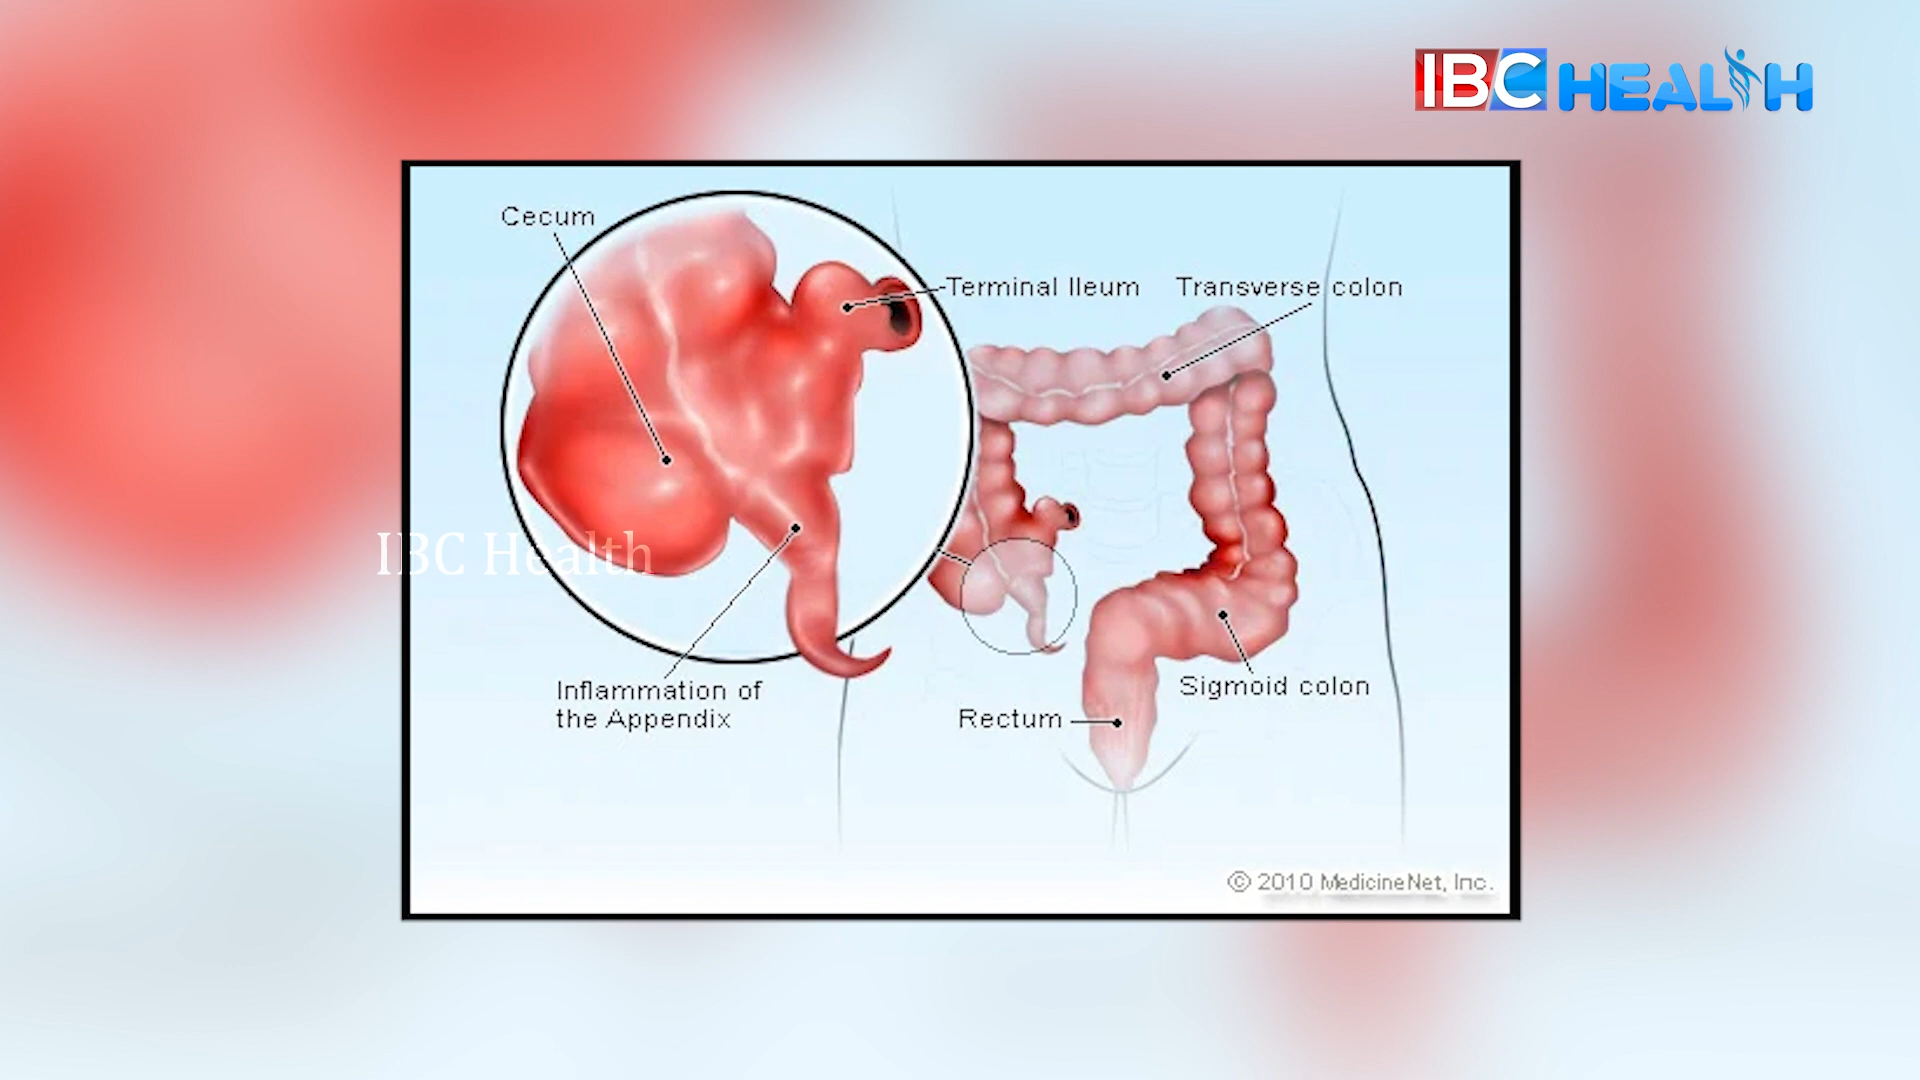 IBC HEALTH
Cecum
Terminal Ileum
Transverse colon
IBC Health
Inflammation of
the Appendix
Sigmoid colon
Rectum
© 2010 MedicineNet, Inc.